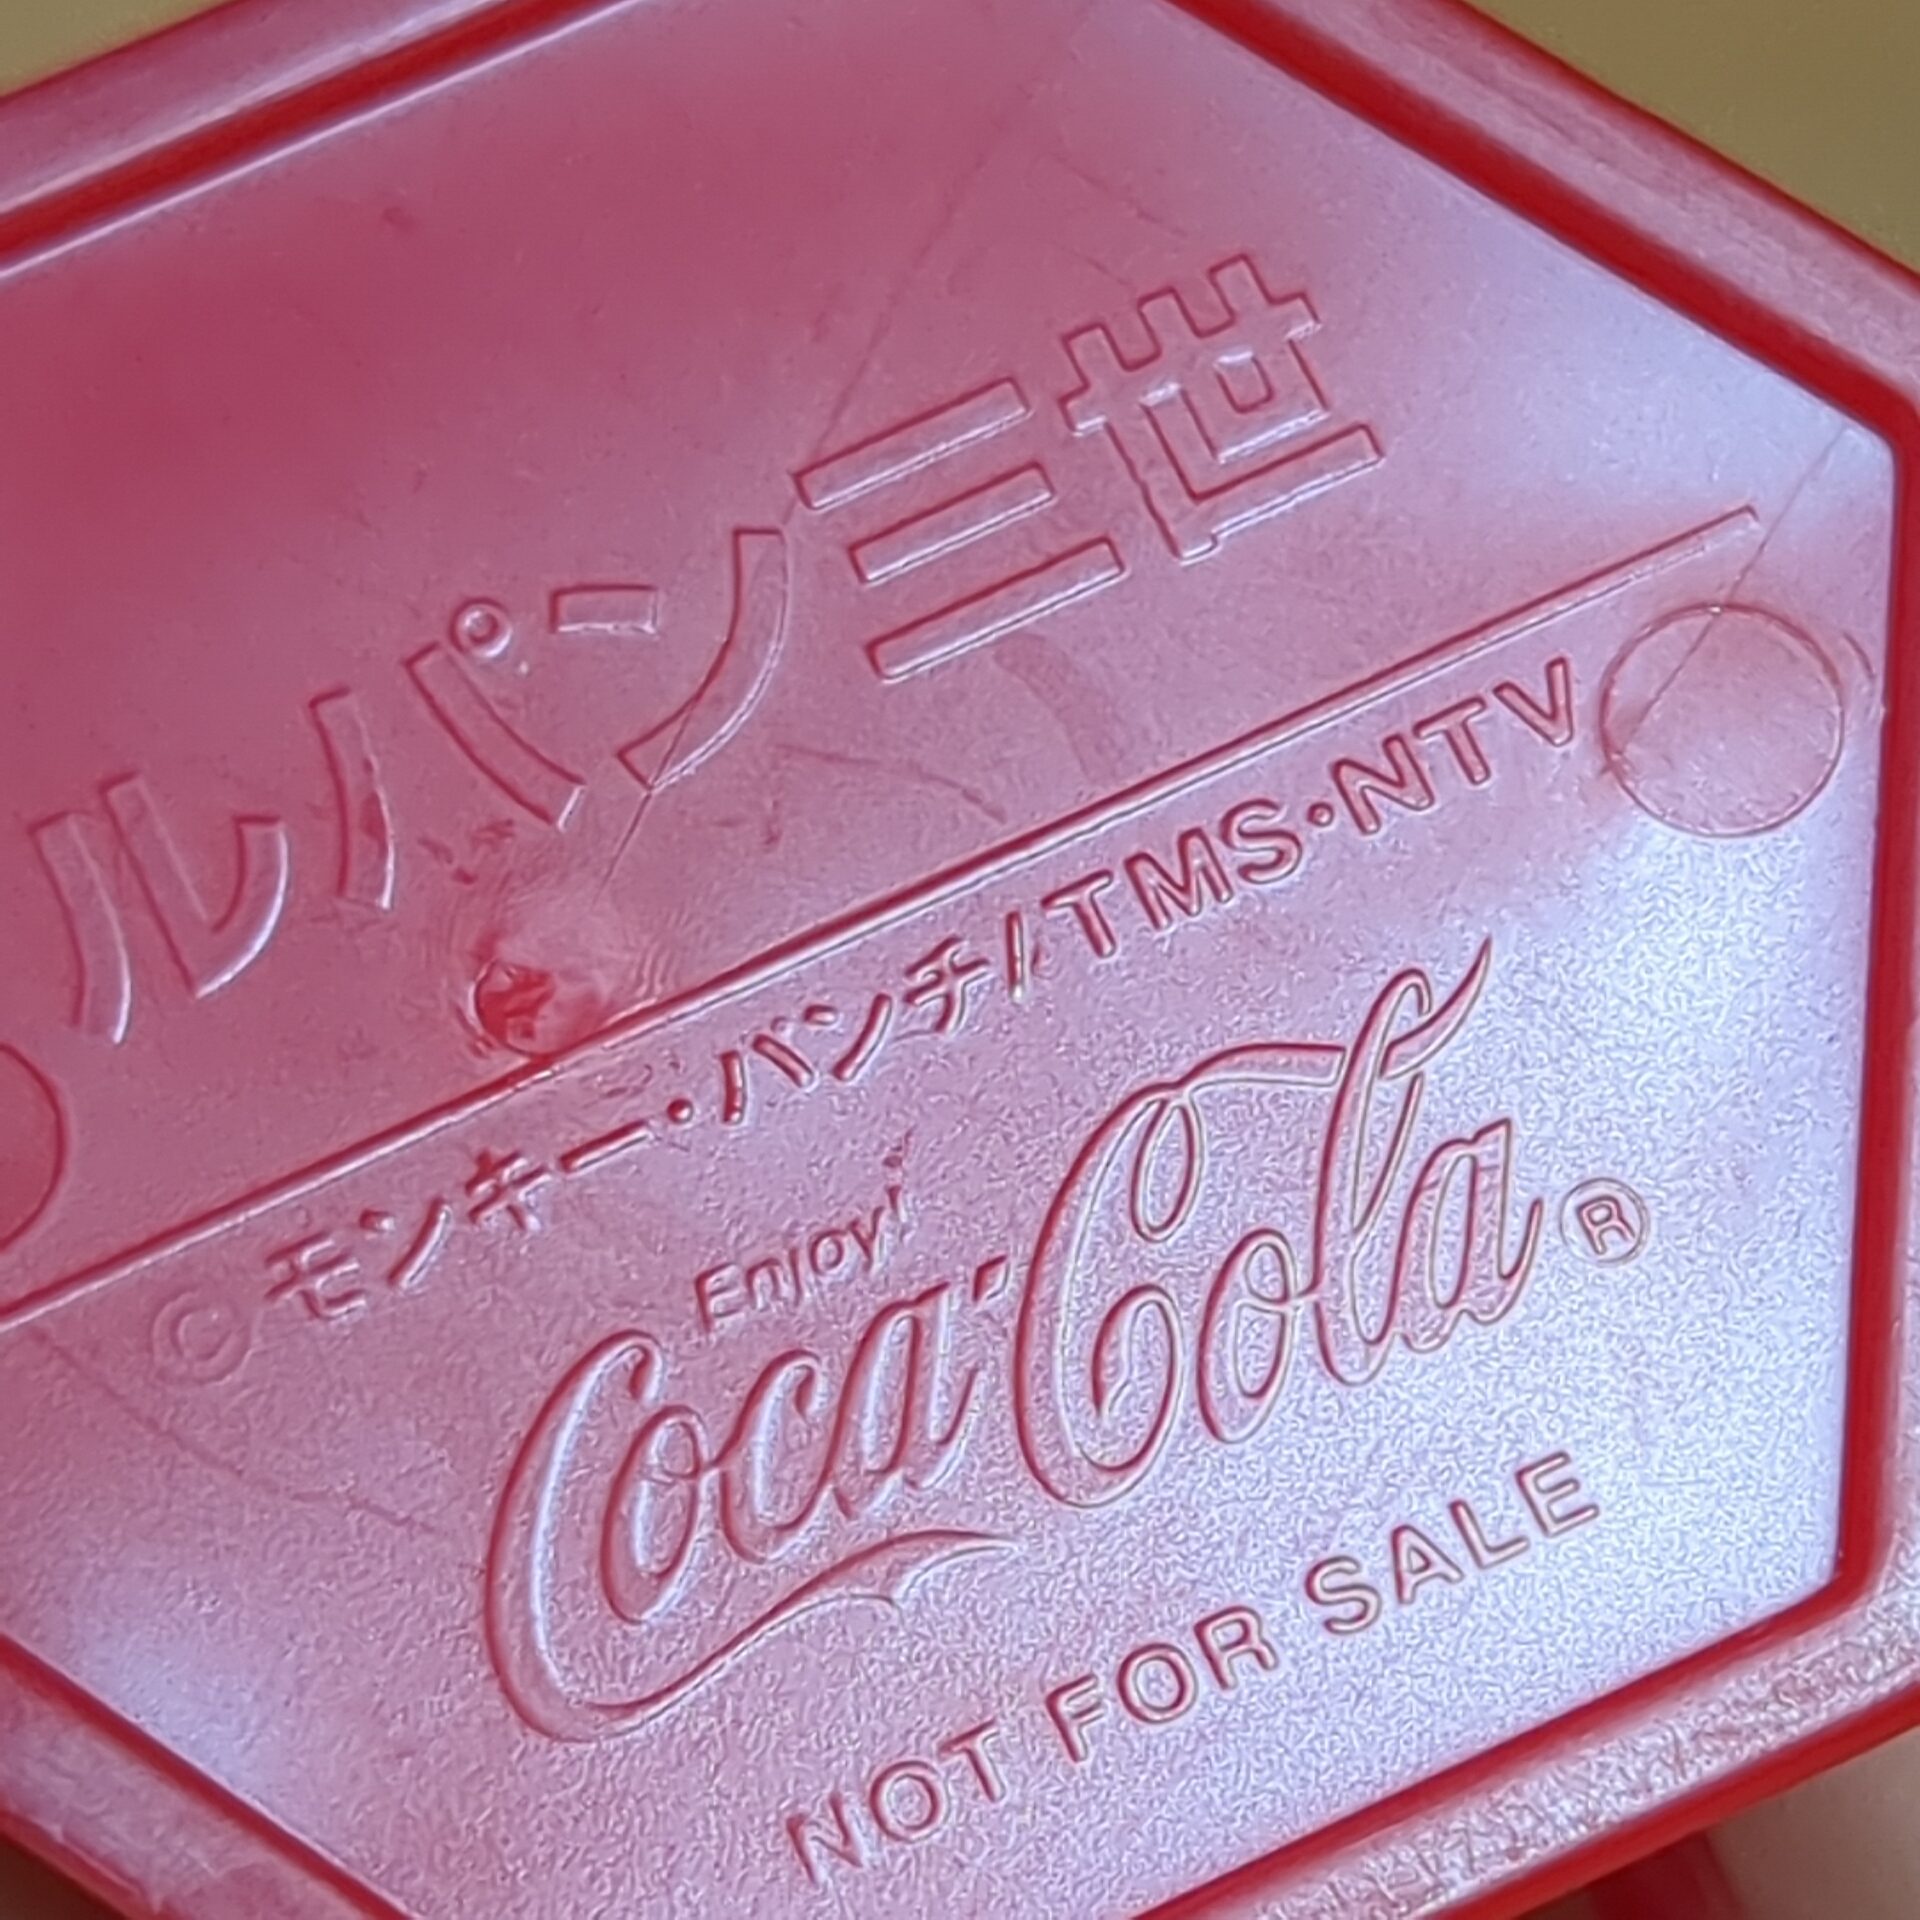 ルパン三世
© モンキー・パンチ/TMS・NTV
Enjoy!
Coca-Cola ®
NOT FOR SALE